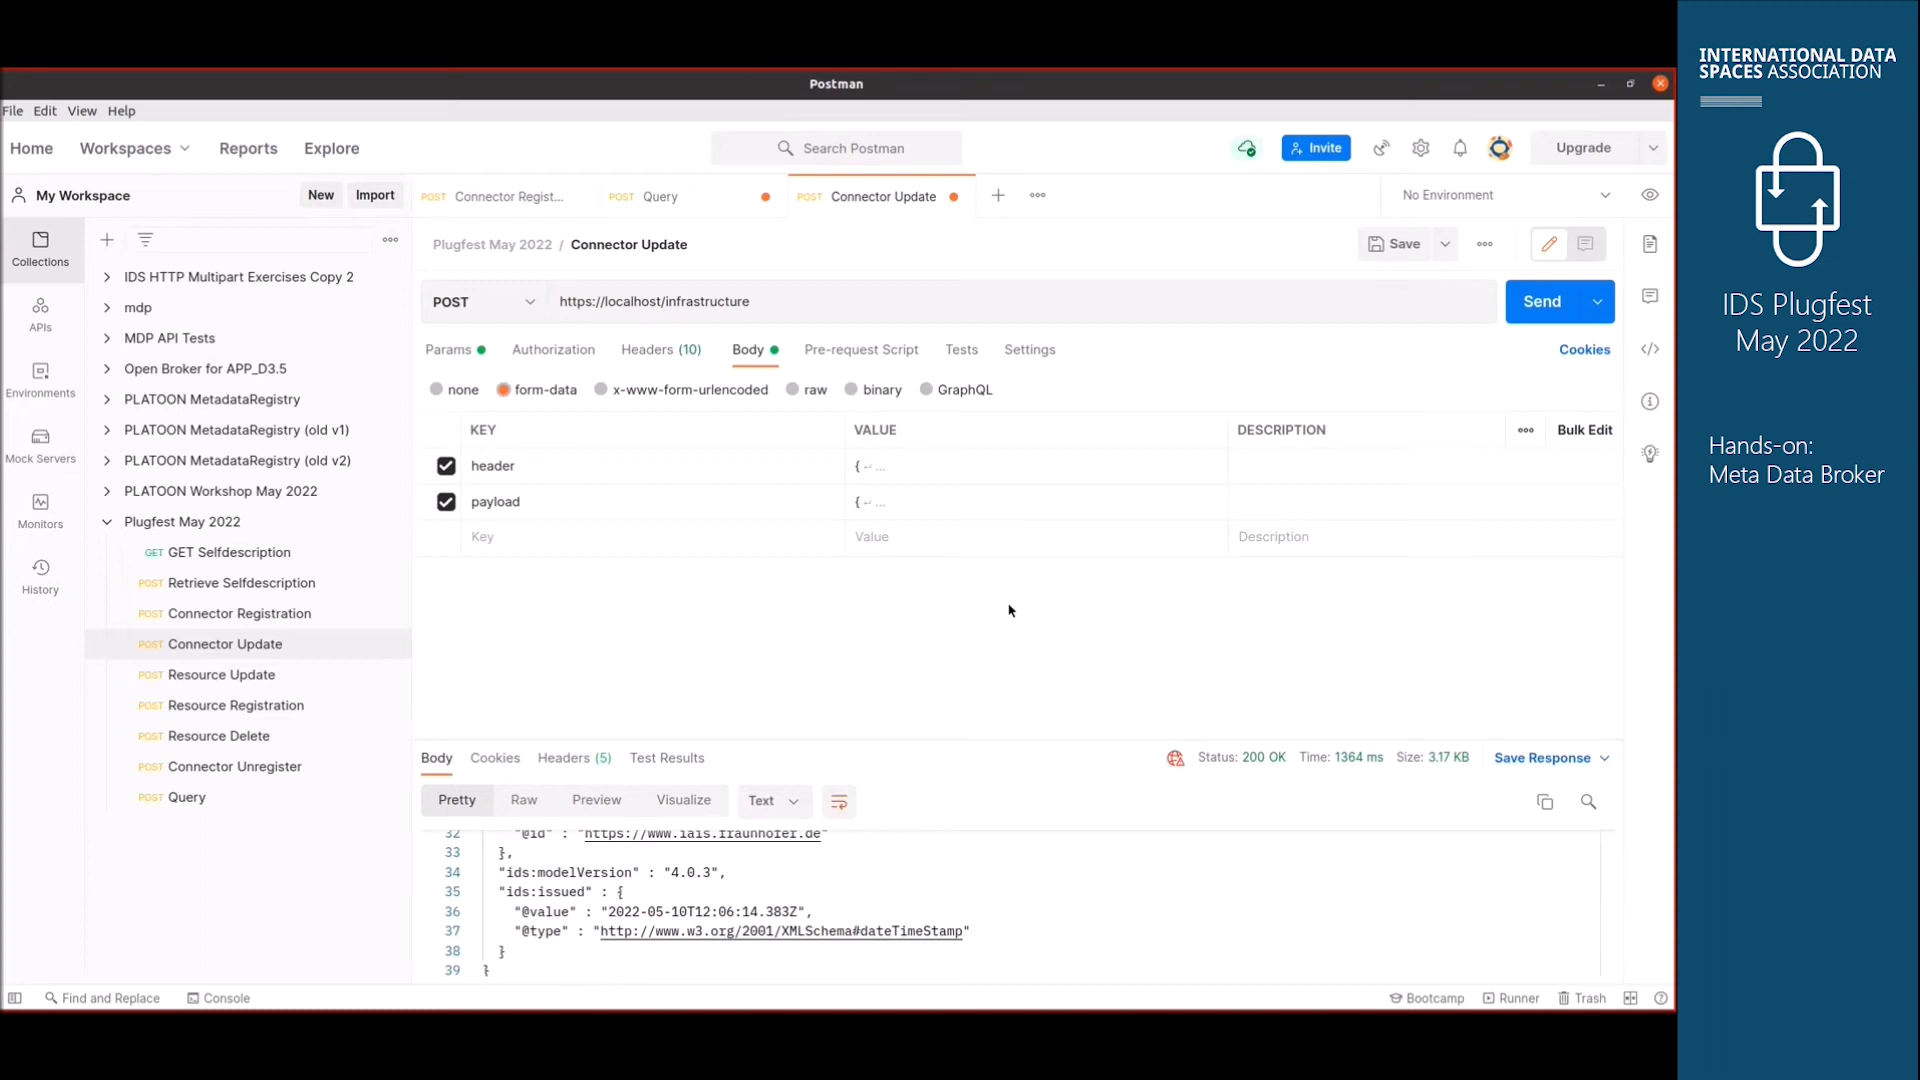 INTERNATIONAL DATA
SPACES ASSOCIATION
IDS Plugfest
May 2022
Hands-on:
Meta Data Broker
Postman
File Edit View Help
Home Workspaces Reports Explore
Search Postman
Invite
Upgrade
My Workspace
New Import
POST Connector Regist...
POST Query
POST Connector Update
No Environment
Collections
APIs
Environments
Mock Servers
Monitors
History
IDS HTTP Multipart Exercises Copy 2
mdp
MDP API Tests
Open Broker for APP_D3.5
PLATOON MetadataRegistry
PLATOON MetadataRegistry (old v1)
PLATOON MetadataRegistry (old v2)
PLATOON Workshop May 2022
Plugfest May 2022
GET GET Selfdescription
POST Retrieve Selfdescription
POST Connector Registration
POST Connector Update
POST Resource Update
POST Resource Registration
POST Resource Delete
POST Connector Unregister
POST Query
Plugfest May 2022 / Connector Update
Save
POST https://localhost/infrastructure
Send
Params Authorization Headers (10) Body Pre-request Script Tests Settings
Cookies
none form-data x-www-form-urlencoded raw binary GraphQL
KEY VALUE DESCRIPTION
Bulk Edit
header { ↵ ...
payload { ↵ ...
Key Value Description
Body Cookies Headers (5) Test Results
Status: 200 OK Time: 1364 ms Size: 3.17 KB Save Response
Pretty Raw Preview Visualize Text
32 "@id" : "https://www.iais.fraunhofer.de"
33 },
34 "ids:modelVersion" : "4.0.3",
35 "ids:issued" : {
36 "@value" : "2022-05-10T12:06:14.383Z",
37 "@type" : "http://www.w3.org/2001/XMLSchema#dateTimeStamp"
38 }
39 }
Find and Replace Console
Bootcamp Runner Trash